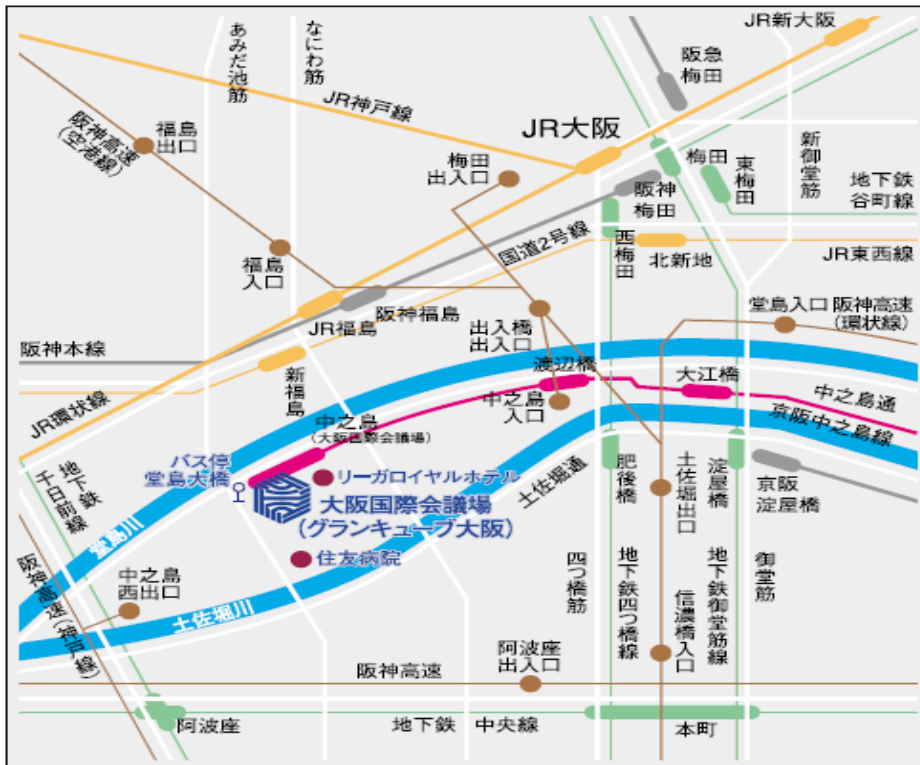 JR新大阪
あみだ池筋
なにわ筋
阪急
梅田
JR神戸線
JR大阪
新御堂筋
阪神高速
(空港線)
福島
出口
梅田
出入口
梅田
東梅田
地下鉄
谷町線
阪神
梅田
国道2号線
西梅田
北新地
JR東西線
福島
入口
JR福島
阪神福島
出入橋
出入口
堂島入口
阪神高速
(環状線)
阪神本線
新福島
渡辺橋
大江橋
中之島
入口
中之島通
京阪中之島線
JR環状線
中之島
(大阪国際会議場)
バス停
堂島大橋
リーガロイヤルホテル
大阪国際会議場
(グランキューブ大阪)
土佐堀通
肥後橋
土佐堀出口
淀屋橋
京阪
淀屋橋
地下鉄
千日前線
堂島川
住友病院
中之島
西出口
土佐堀川
阪神高速(神戸線)
四つ橋筋
地下鉄四つ橋線
信濃橋入口
地下鉄御堂筋線
御堂筋
阪神高速
阿波座
出入口
阿波座
地下鉄 中央線
本町